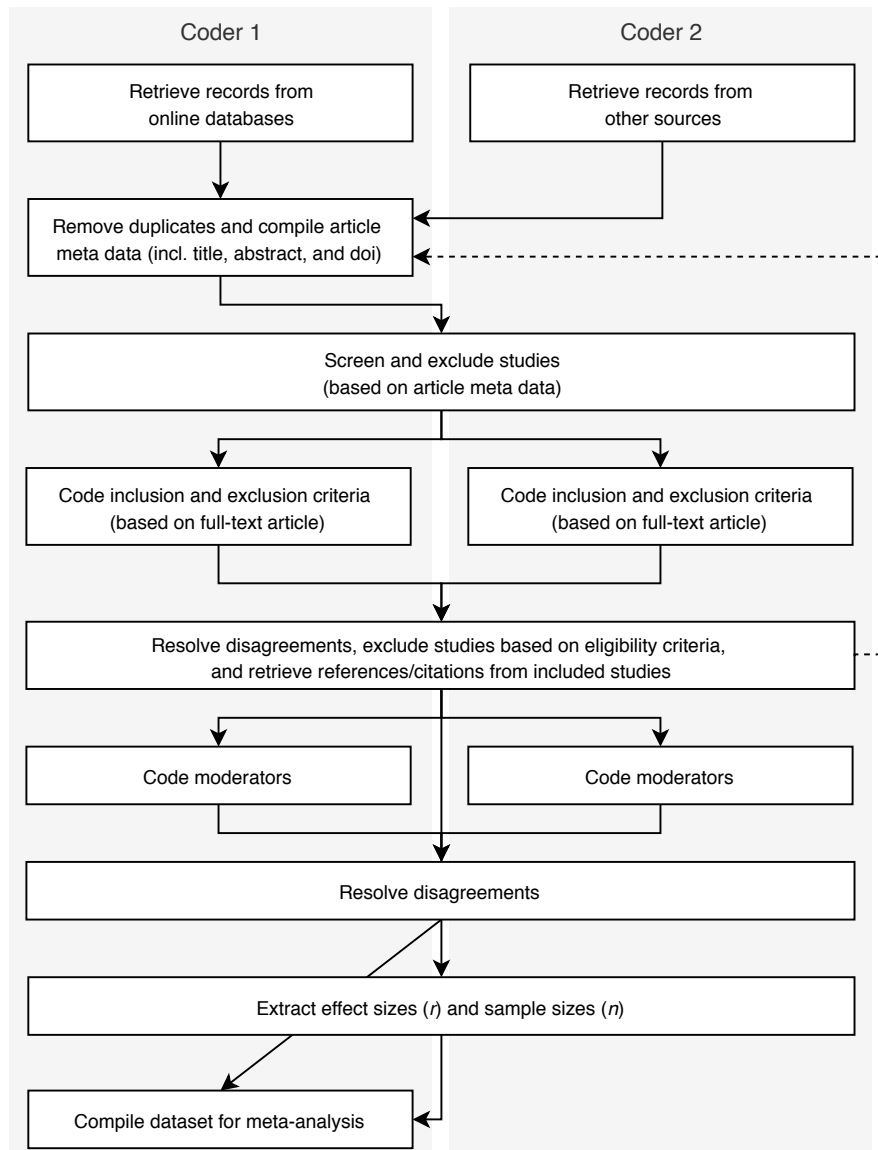 Coder 1
Coder 2
Retrieve records from
online databases
Retrieve records from
other sources
Remove duplicates and compile article
meta data (incl. title, abstract, and doi)
Screen and exclude studies
(based on article meta data)
Code inclusion and exclusion criteria
(based on full-text article)
Code inclusion and exclusion criteria
(based on full-text article)
Resolve disagreements, exclude studies based on eligibility criteria,
and retrieve references/citations from included studies
Code moderators
Code moderators
Resolve disagreements
Extract effect sizes (r) and sample sizes (n)
Compile dataset for meta-analysis